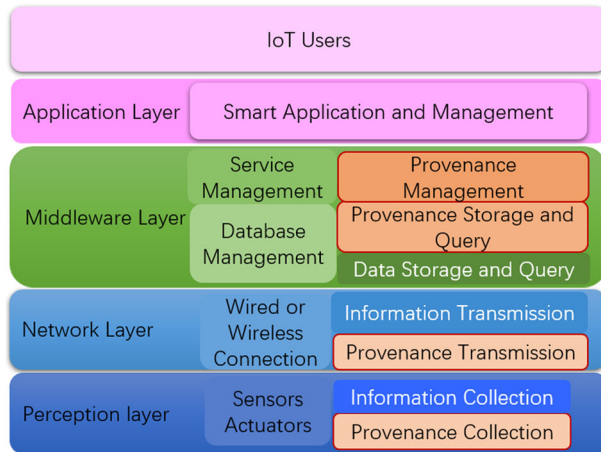 IoT Users
Application Layer
Smart Application and Management
Middleware Layer
Service
Management
Provenance
Management
Database
Management
Provenance Storage and
Query
Data Storage and Query
Network Layer
Wired or
Wireless
Connection
Information Transmission
Provenance Transmission
Perception layer
Sensors
Actuators
Information Collection
Provenance Collection